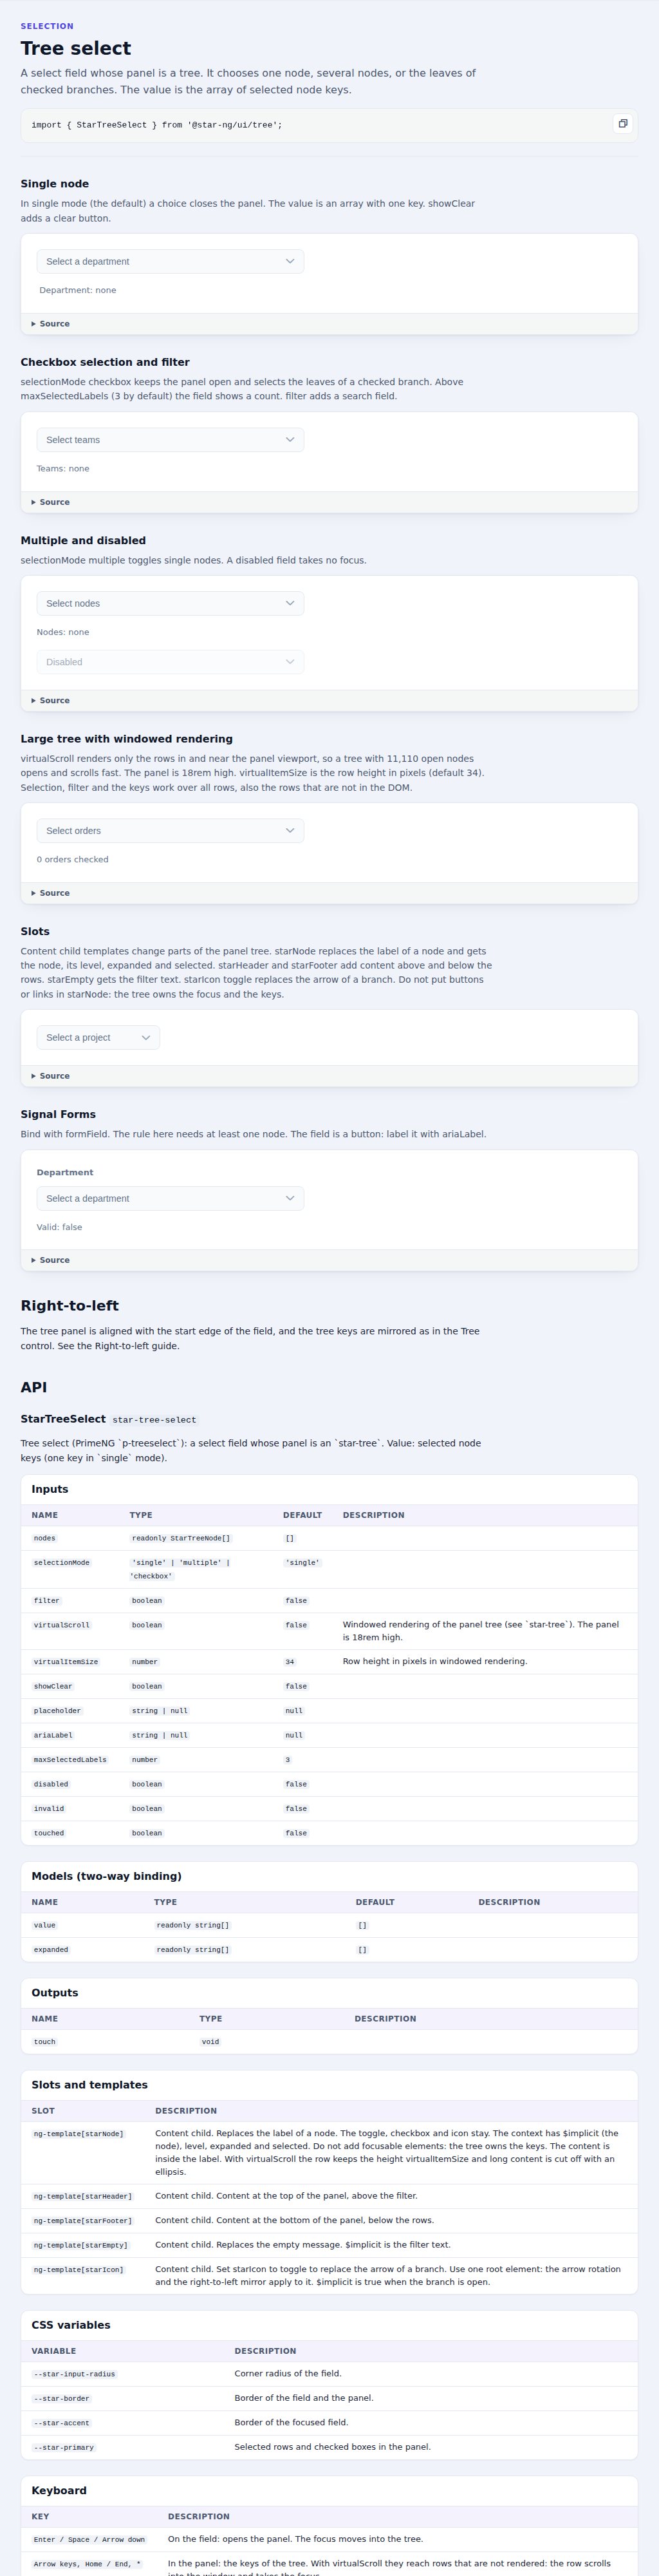 SELECTION
Tree select
A select field whose panel is a tree. It chooses one node, several nodes, or the leaves of
checked branches. The value is the array of selected node keys.
import { StarTreeSelect } from '@star-ng/ui/tree';
Single node
In single mode (the default) a choice closes the panel. The value is an array with one key. showClear
adds a clear button.
Select a department
Department: none
Source
Checkbox selection and filter
selectionMode checkbox keeps the panel open and selects the leaves of a checked branch. Above
maxSelectedLabels (3 by default) the field shows a count. filter adds a search field.
Select teams
Teams: none
Source
Multiple and disabled
selectionMode multiple toggles single nodes. A disabled field takes no focus.
Select nodes
Nodes: none
Disabled
Source
Large tree with windowed rendering
virtualScroll renders only the rows in and near the panel viewport, so a tree with 11,110 open nodes
opens and scrolls fast. The panel is 18rem high. virtualItemSize is the row height in pixels (default 34).
Selection, filter and the keys work over all rows, also the rows that are not in the DOM.
Select orders
0 orders checked
Source
Slots
Content child templates change parts of the panel tree. starNode replaces the label of a node and gets
the node, its level, expanded and selected. starHeader and starFooter add content above and below the
rows. starEmpty gets the filter text. starIcon toggle replaces the arrow of a branch. Do not put buttons
or links in starNode: the tree owns the focus and the keys.
Select a project
Source
Signal Forms
Bind with formField. The rule here needs at least one node. The field is a button: label it with ariaLabel.
Department
Select a department
Valid: false
Source
Right-to-left
The tree panel is aligned with the start edge of the field, and the tree keys are mirrored as in the Tree
control. See the Right-to-left guide.
API
StarTreeSelect star-tree-select
Tree select (PrimeNG `p-treeselect`): a select field whose panel is an `star-tree`. Value: selected node
keys (one key in `single` mode).
Inputs
NAME TYPE DEFAULT DESCRIPTION
nodes readonly StarTreeNode[] []
selectionMode 'single' | 'multiple' | 'single'
'checkbox'
filter boolean false
virtualScroll boolean false Windowed rendering of the panel tree (see `star-tree`). The panel
is 18rem high.
virtualItemSize number 34 Row height in pixels in windowed rendering.
showClear boolean false
placeholder string | null null
ariaLabel string | null null
maxSelectedLabels number 3
disabled boolean false
invalid boolean false
touched boolean false
Models (two-way binding)
NAME TYPE DEFAULT DESCRIPTION
value readonly string[] []
expanded readonly string[] []
Outputs
NAME TYPE DESCRIPTION
touch void
Slots and templates
SLOT DESCRIPTION
ng-template[starNode] Content child. Replaces the label of a node. The toggle, checkbox and icon stay. The context has $implicit (the
node), level, expanded and selected. Do not add focusable elements: the tree owns the keys. The content is
inside the label. With virtualScroll the row keeps the height virtualItemSize and long content is cut off with an
ellipsis.
ng-template[starHeader] Content child. Content at the top of the panel, above the filter.
ng-template[starFooter] Content child. Content at the bottom of the panel, below the rows.
ng-template[starEmpty] Content child. Replaces the empty message. $implicit is the filter text.
ng-template[starIcon] Content child. Set starIcon to toggle to replace the arrow of a branch. Use one root element: the arrow rotation
and the right-to-left mirror apply to it. $implicit is true when the branch is open.
CSS variables
VARIABLE DESCRIPTION
--star-input-radius Corner radius of the field.
--star-border Border of the field and the panel.
--star-accent Border of the focused field.
--star-primary Selected rows and checked boxes in the panel.
Keyboard
KEY DESCRIPTION
Enter / Space / Arrow down On the field: opens the panel. The focus moves into the tree.
Arrow keys, Home / End, * In the panel: the keys of the tree. With virtualScroll they reach rows that are not rendered: the row scrolls